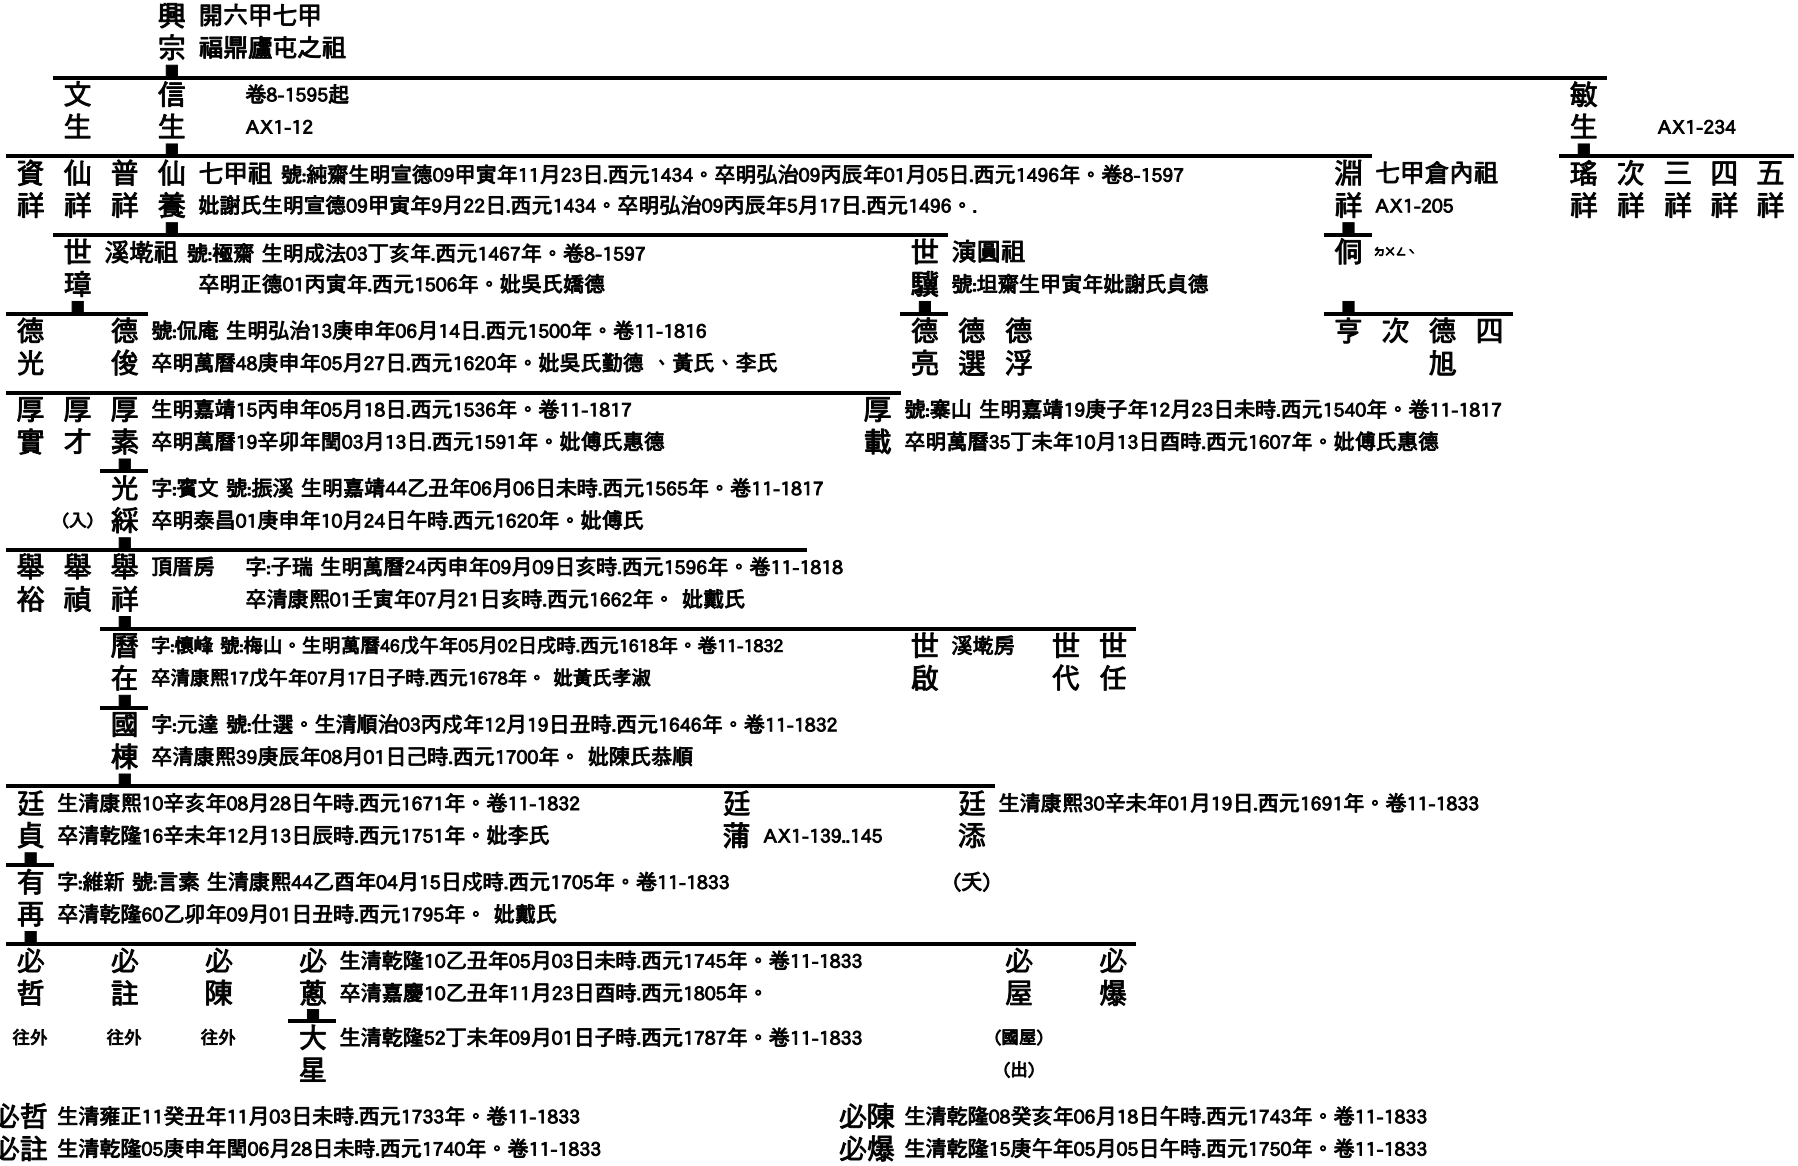 興宗 開六甲七甲
福鼎廬屯之祖
文生 信生 卷8-1595起 敏生
AX1-12 AX1-234
資祥 仙祥 普祥 仙養 七甲祖 號:純齋生明宣德09甲寅年11月23日.西元1434。卒明弘治09丙辰年01月05日.西元1496年。卷8-1597 淵祥 七甲倉內祖 瑤祥 次祥 三祥 四祥 五祥
妣謝氏生明宣德09甲寅年9月22日.西元1434。卒明弘治09丙辰年5月17日.西元1496。. AX1-205
世璋 溪墘祖 號:極齋 生明成法03丁亥年.西元1467年。卷8-1597 世驥 演圓祖 侗 ㄉㄨㄥˋ
卒明正德01丙寅年.西元1506年。妣吳氏嬌德 號:坦齋生甲寅年妣謝氏貞德
德光 德俊 號:侃庵 生明弘治13庚申年06月14日.西元1500年。卷11-1816 德亮 德選 德浮 亨 次 德旭 四
卒明萬曆48庚申年05月27日.西元1620年。妣吳氏勤德 、黃氏、李氏
厚實 厚才 厚素 生明嘉靖15丙申年05月18日.西元1536年。卷11-1817 厚載 號:寨山 生明嘉靖19庚子年12月23日未時.西元1540年。卷11-1817
卒明萬曆19辛卯年閏03月13日.西元1591年。妣傅氏惠德 卒明萬曆35丁未年10月13日酉時.西元1607年。妣傅氏惠德
光綵 字:賓文 號:振溪 生明嘉靖44乙丑年06月06日未時.西元1565年。卷11-1817
(入) 卒明泰昌01庚申年10月24日午時.西元1620年。妣傅氏
舉裕 舉禎 舉祥 頂厝房 字:子瑞 生明萬曆24丙申年09月09日亥時.西元1596年。卷11-1818
卒清康熙01壬寅年07月21日亥時.西元1662年。 妣戴氏
曆在 字:慎峰 號:梅山。生明萬曆46戊午年05月02日戌時.西元1618年。卷11-1832 世啟 溪墘房 世代 世任
卒清康熙17戊午年07月17日子時.西元1678年。 妣黃氏孝淑
國棟 字:元達 號:仕選。生清順治03丙戍年12月19日丑時.西元1646年。卷11-1832
卒清康熙39庚辰年08月01日己時.西元1700年。 妣陳氏恭順
廷貞 生清康熙10辛亥年08月28日午時.西元1671年。卷11-1832 廷蒲 廷添 生清康熙30辛未年01月19日.西元1691年。卷11-1833
卒清乾隆16辛未年12月13日辰時.西元1751年。妣李氏 AX1-139..145
有再 字:維新 號:言素 生清康熙44乙酉年04月15日戍時.西元1705年。卷11-1833 (夭)
卒清乾隆60乙卯年09月01日丑時.西元1795年。 妣戴氏
必哲 必註 必陳 必蔥 生清乾隆10乙丑年05月03日未時.西元1745年。卷11-1833 必屋 必爆
卒清嘉慶10乙丑年11月23日酉時.西元1805年。
往外 往外 往外 大星 生清乾隆52丁未年09月01日子時.西元1787年。卷11-1833 (國屋)
(出)
必哲 生清雍正11癸丑年11月03日未時.西元1733年。卷11-1833 必陳 生清乾隆08癸亥年06月18日午時.西元1743年。卷11-1833
必註 生清乾隆05庚申年閏06月28日未時.西元1740年。卷11-1833 必爆 生清乾隆15庚午年05月05日午時.西元1750年。卷11-1833